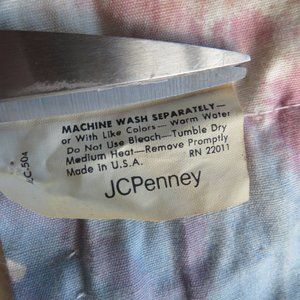 MACHINE WASH SEPARATELY—
or With Like Colors— Warm Water
Do Not Use Bleach—Tumble Dry
Medium Heat—Remove Promptly
Made in U.S.A. RN 22011
JCPenney